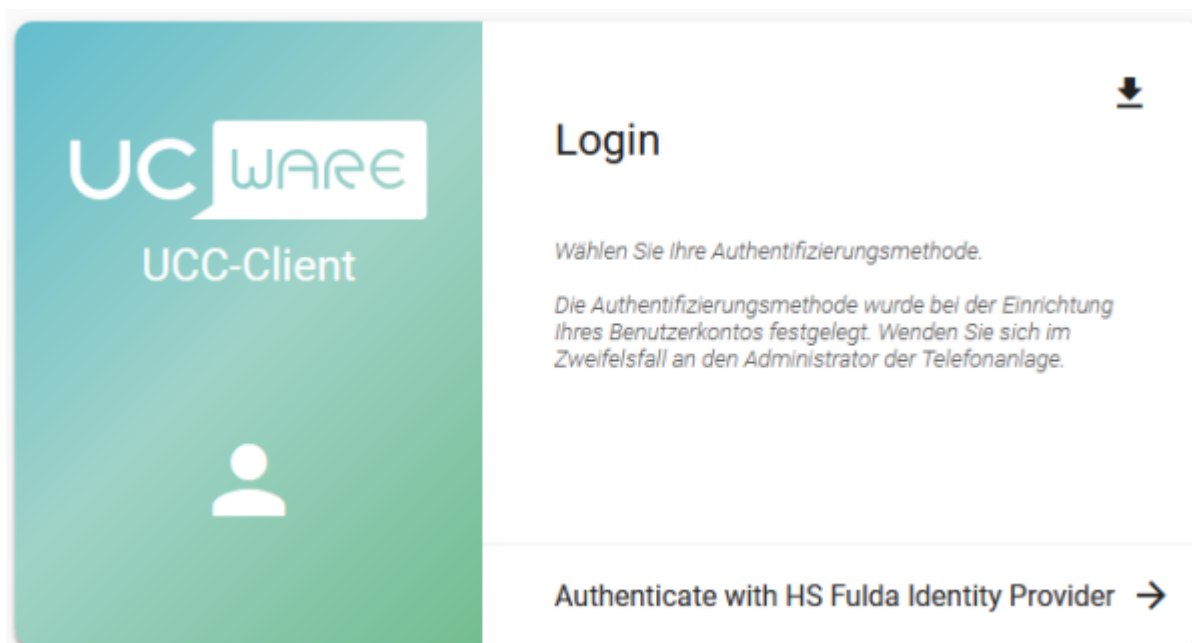 UC WARE
UCC-Client
Login
Wählen Sie Ihre Authentifizierungsmethode.
Die Authentifizierungsmethode wurde bei der Einrichtung
Ihres Benutzerkontos festgelegt. Wenden Sie sich im
Zweifelsfall an den Administrator der Telefonanlage.
Authenticate with HS Fulda Identity Provider